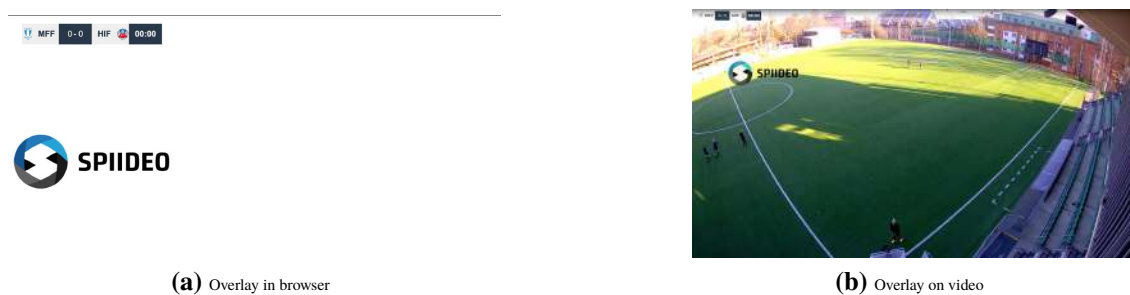 MFF 0-0 HIF 00:00
SPIIDEO
SPIIDEO
(a) Overlay in browser
(b) Overlay on video